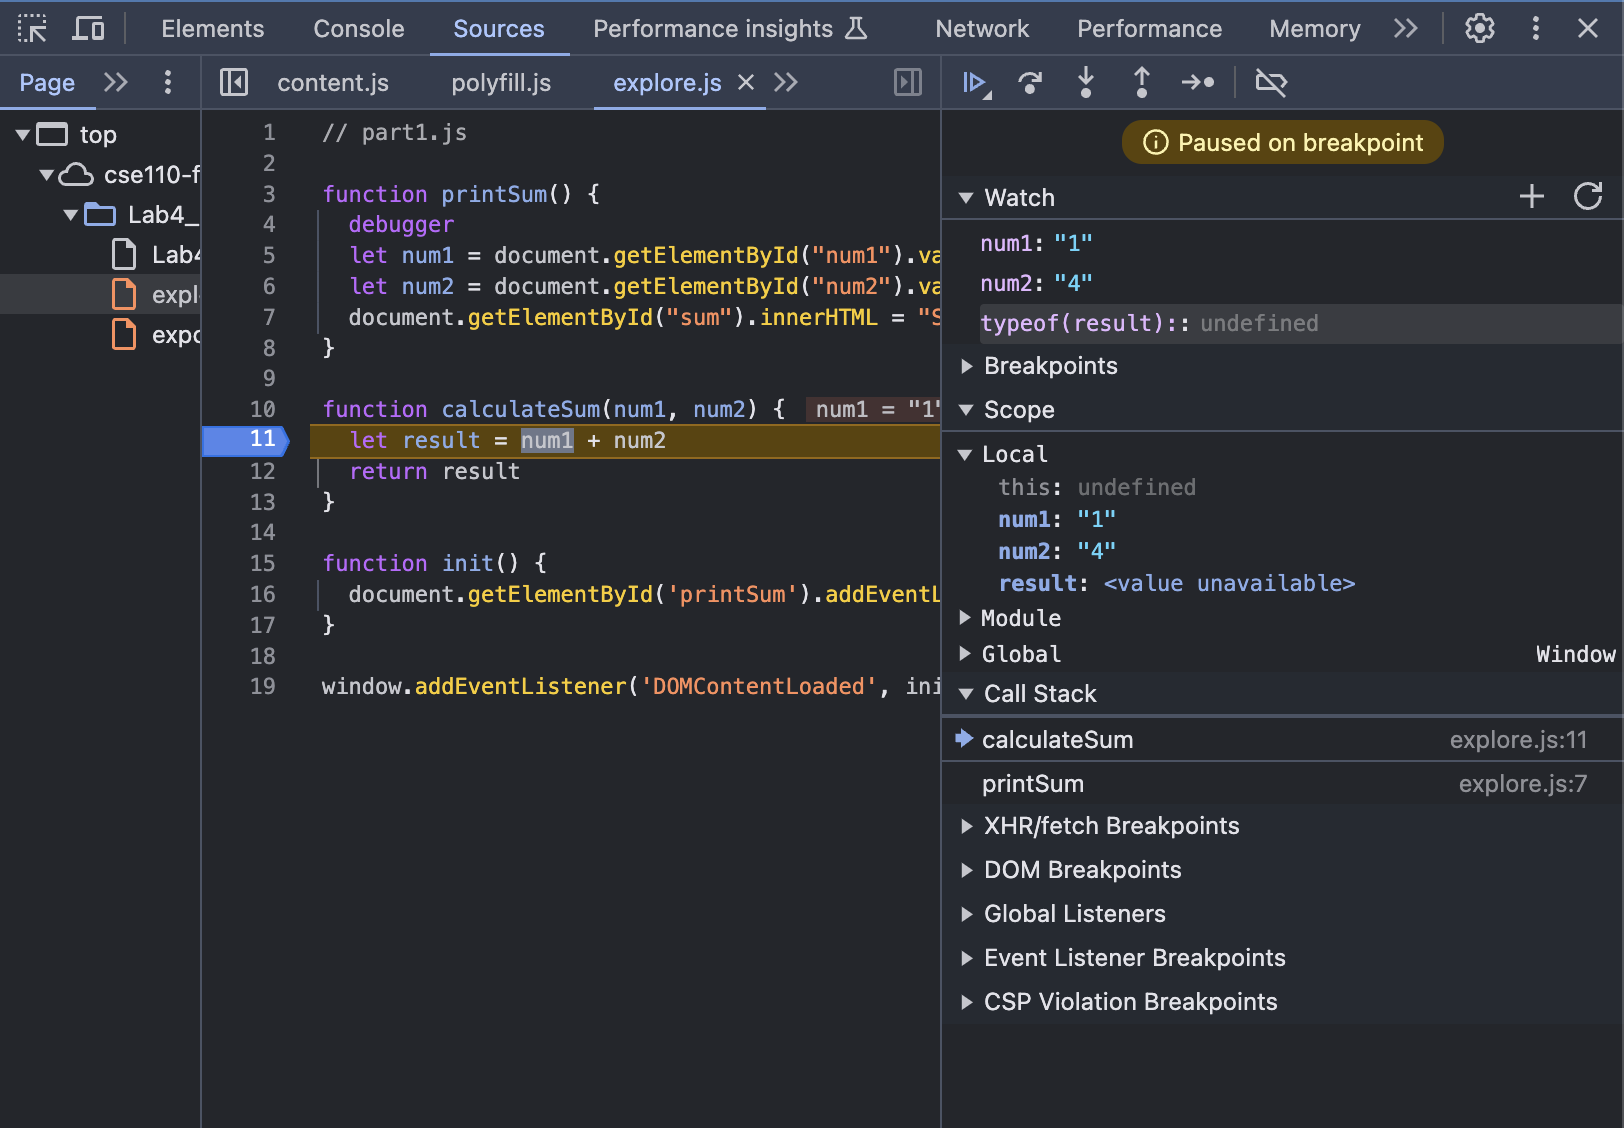 Elements Console Sources Performance insights Network Performance Memory
Page content.js polyfill.js explore.js
top
cse110-f
Lab4_
Lab4
expl
expo
1 // part1.js
2
3 function printSum() {
4 debugger
5 let num1 = document.getElementById("num1").va
6 let num2 = document.getElementById("num2").va
7 document.getElementById("sum").innerHTML = "S
8 }
9
10 function calculateSum(num1, num2) { num1 = "1"
11 let result = num1 + num2
12 return result
13 }
14
15 function init() {
16 document.getElementById('printSum').addEventL
17 }
18
19 window.addEventListener('DOMContentLoaded', ini
Paused on breakpoint
Watch
num1: "1"
num2: "4"
typeof(result):: undefined
Breakpoints
Scope
Local
this: undefined
num1: "1"
num2: "4"
result: <value unavailable>
Module
Global Window
Call Stack
calculateSum explore.js:11
printSum explore.js:7
XHR/fetch Breakpoints
DOM Breakpoints
Global Listeners
Event Listener Breakpoints
CSP Violation Breakpoints